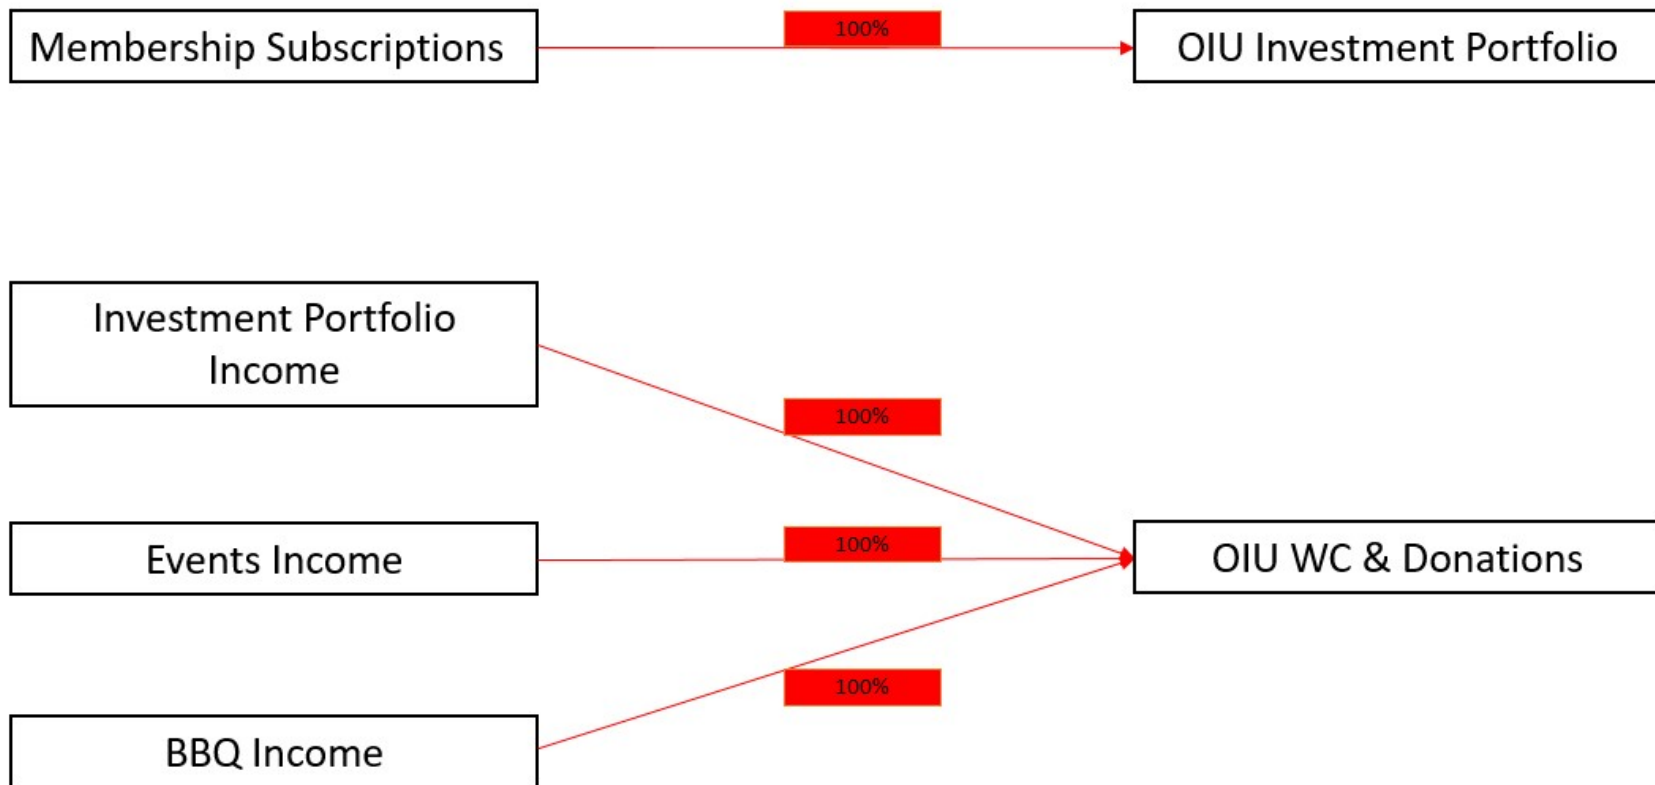 Membership Subscriptions
100%
OIU Investment Portfolio
Investment Portfolio
Income
100%
Events Income
100%
OIU WC & Donations
100%
BBQ Income